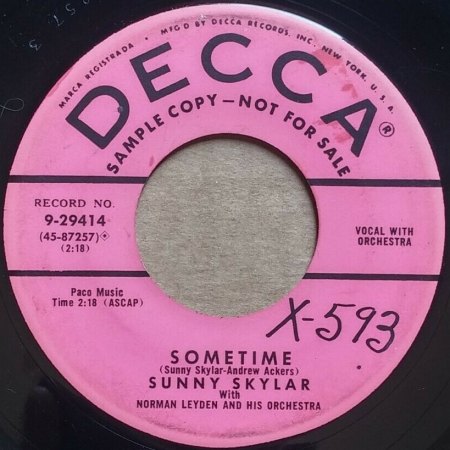 MARCA REGISTRADA • MF'G BY DECCA RECORDS, INC., NEW YORK, U.S.A.
DECCA®
SAMPLE COPY—NOT FOR SALE
RECORD NO.
9-29414
(45-87257)
(2:18)
VOCAL WITH
ORCHESTRA
Paco Music
Time 2:18 (ASCAP)
X-593
SOMETIME
(Sunny Skylar-Andrew Ackers)
SUNNY SKYLAR
With
NORMAN LEYDEN AND HIS ORCHESTRA